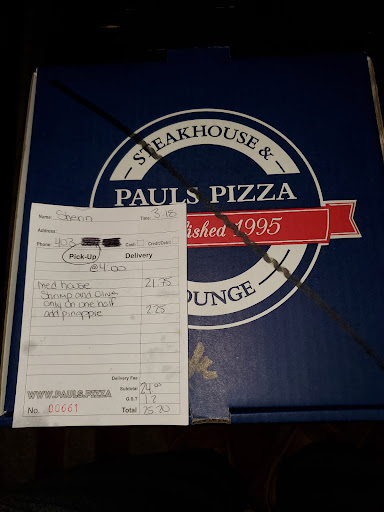 STEAKHOUSE &
PAULS PIZZA
ished 1995
LOUNGE
Name: Sherin Time: 3:18
Address:
Phone: 403 Cash: Credit/Debit
Pick-Up Delivery
@4:00
med house 21.75
Shrimp and Olives
only on one half
add pinapple 2.25
Delivery Fee
Subtotal 24.00
WWW.PAULS.PIZZA G.S.T 1.2
No. 00661 Total 25.20